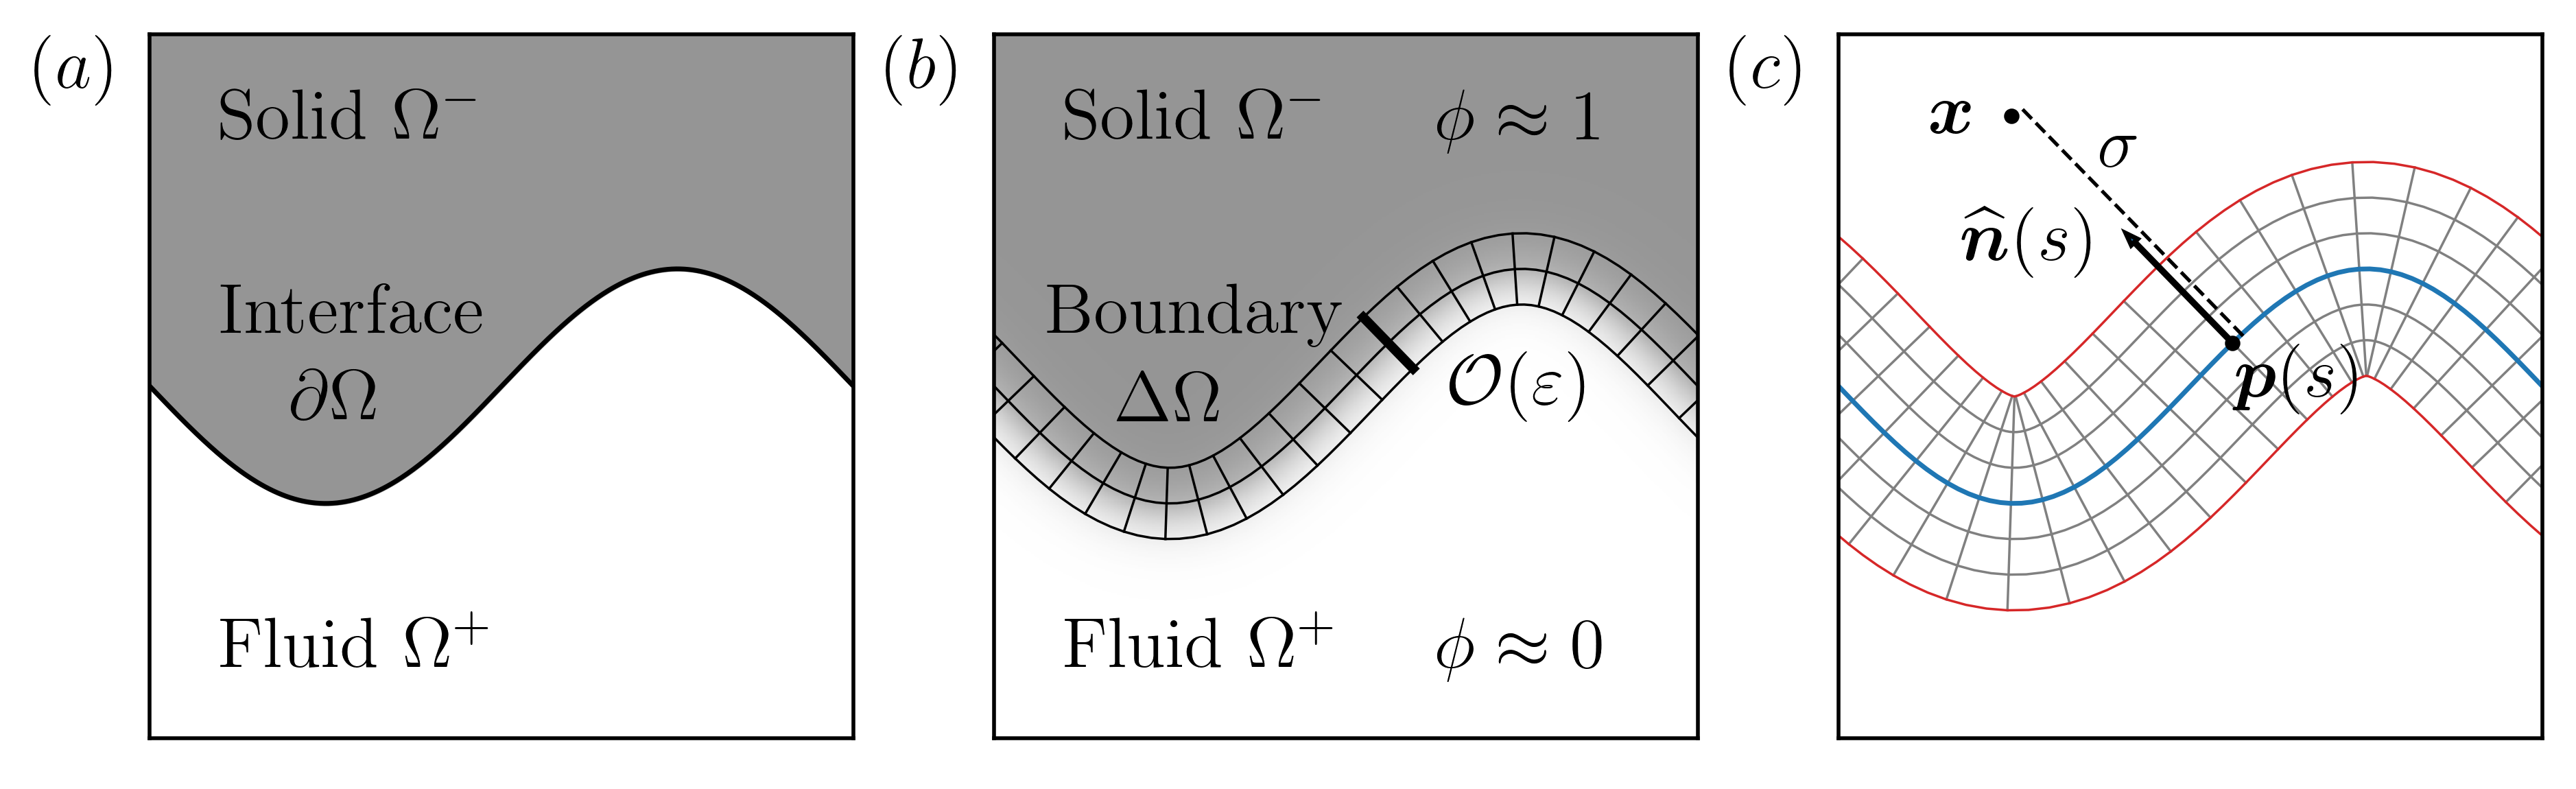 (a)
Solid Ω⁻
Interface
∂Ω
Fluid Ω⁺
(b)
Solid Ω⁻ ϕ ≈ 1
Boundary
ΔΩ
𝒪(ε)
Fluid Ω⁺ ϕ ≈ 0
(c)
x
σ
n̂(s)
p(s)